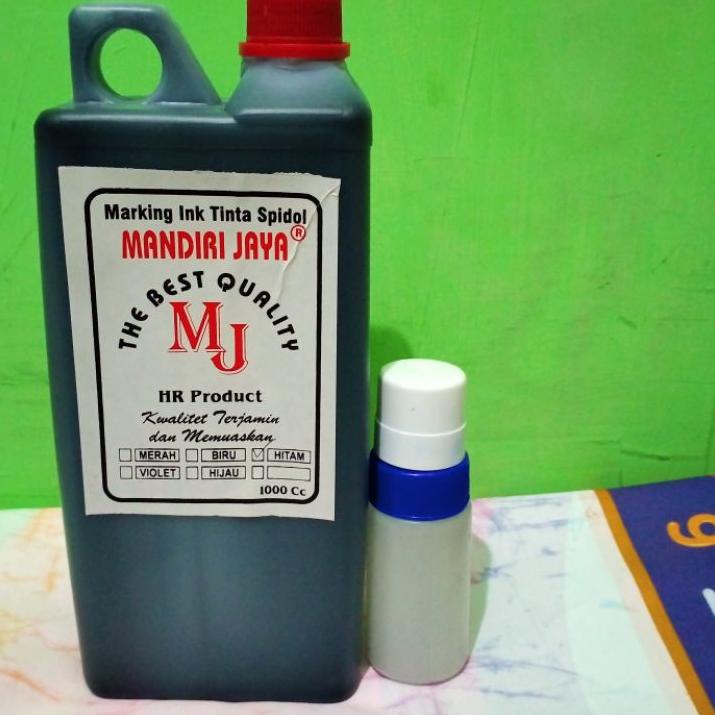 Marking Ink Tinta Spidol
MANDIRI JAYA®
THE BEST QUALITY
MJ
HR Product
Kwalitet Terjamin
dan Memuaskan
MERAH BIRU HITAM
VIOLET HIJAU
1000 Cc